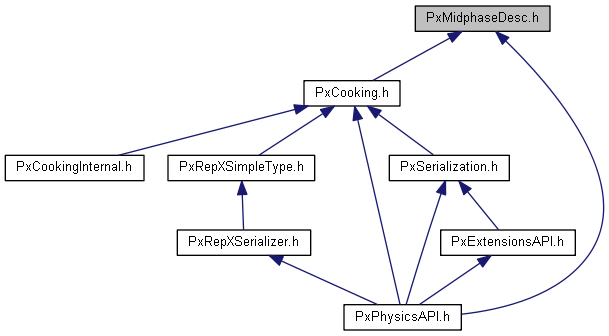 PxMidphaseDesc.h
PxCooking.h
PxCookingInternal.h
PxRepXSimpleType.h
PxSerialization.h
PxRepXSerializer.h
PxExtensionsAPI.h
PxPhysicsAPI.h